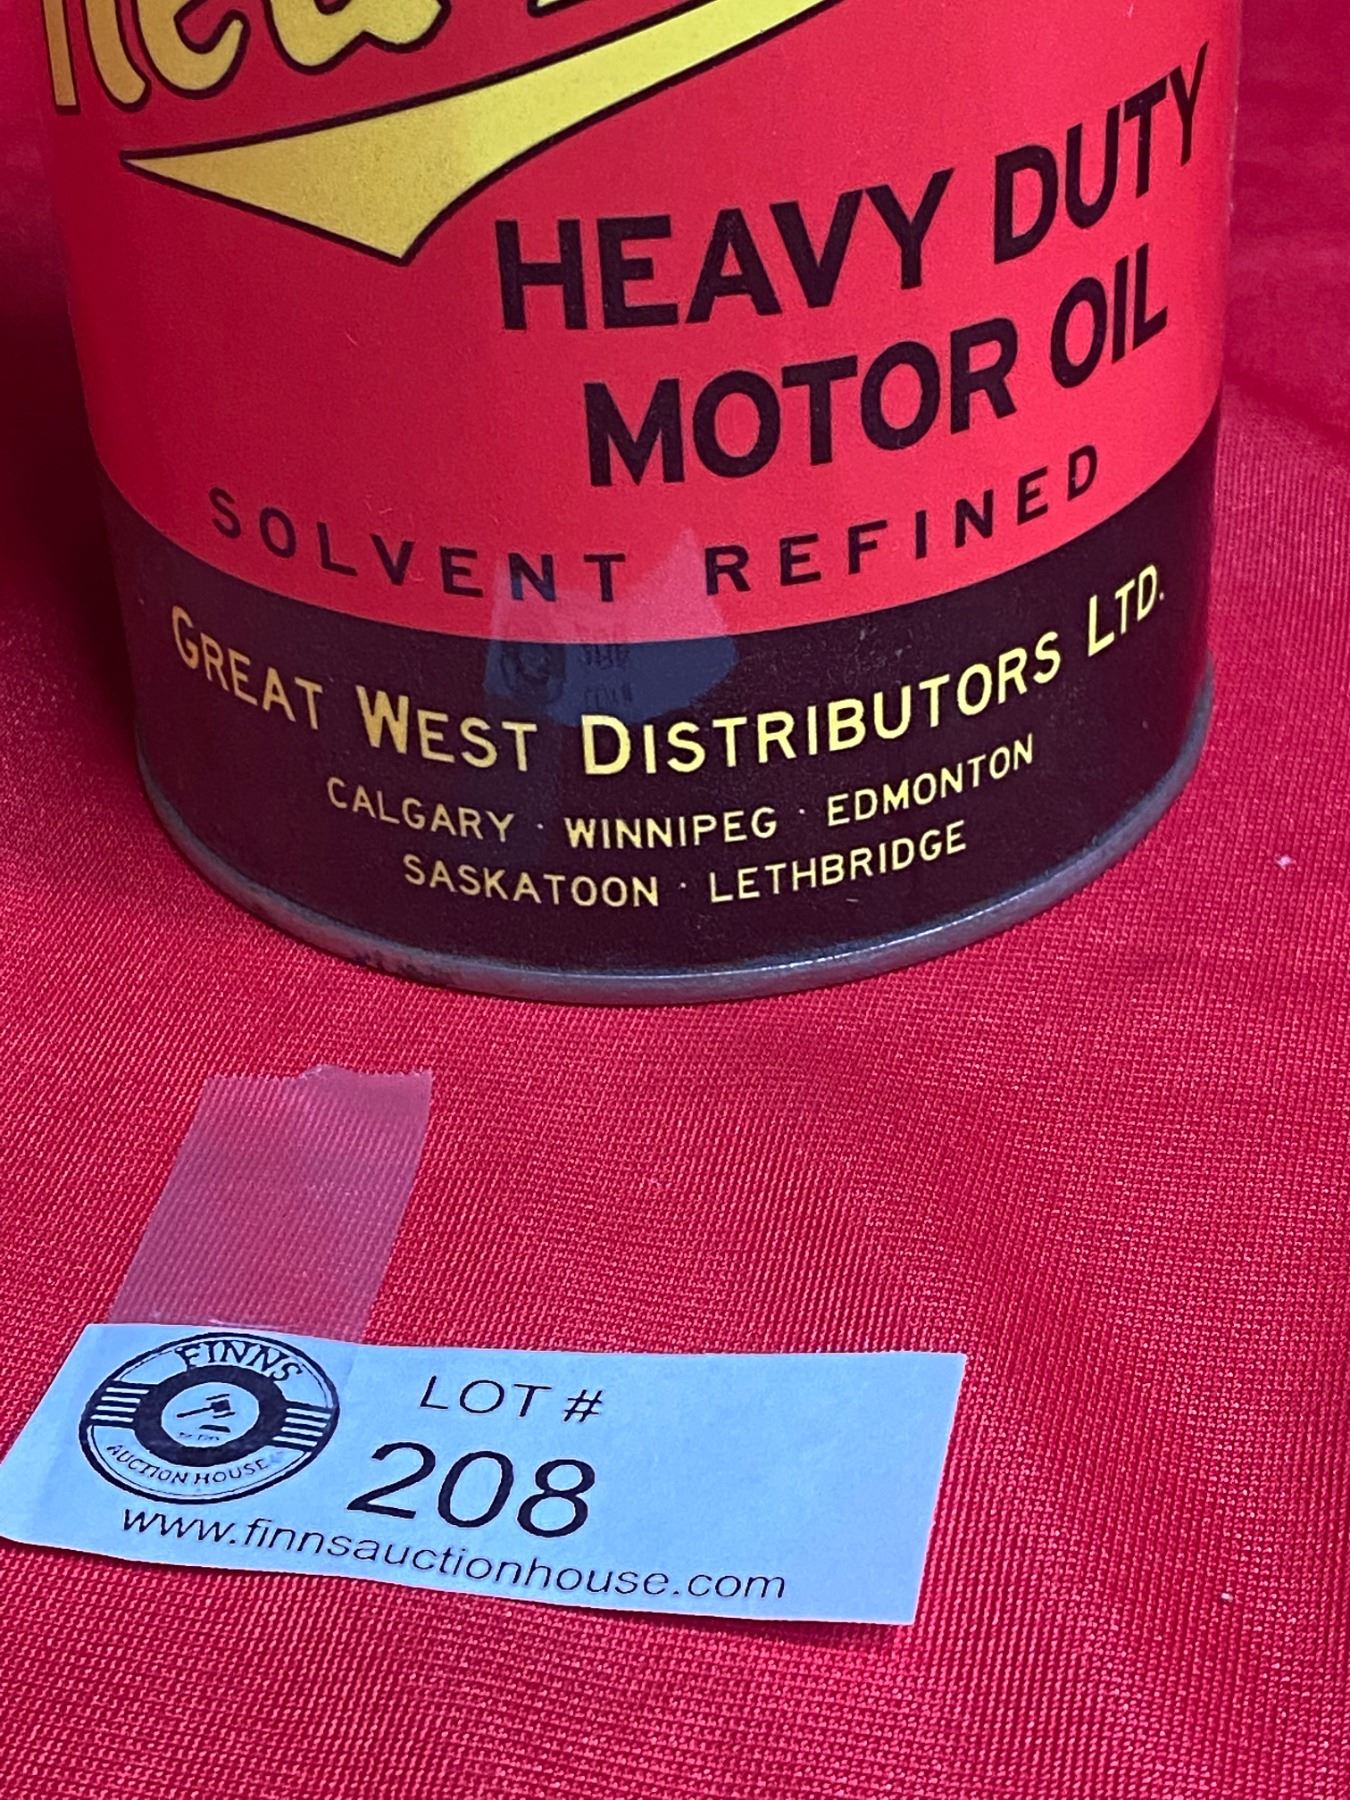 HEAVY DUTY
MOTOR OIL
SOLVENT REFINED
GREAT WEST DISTRIBUTORS LTD.
CALGARY · WINNIPEG · EDMONTON
SASKATOON · LETHBRIDGE
FINNS
AUCTION HOUSE
LOT #
208
www.finnsauctionhouse.com